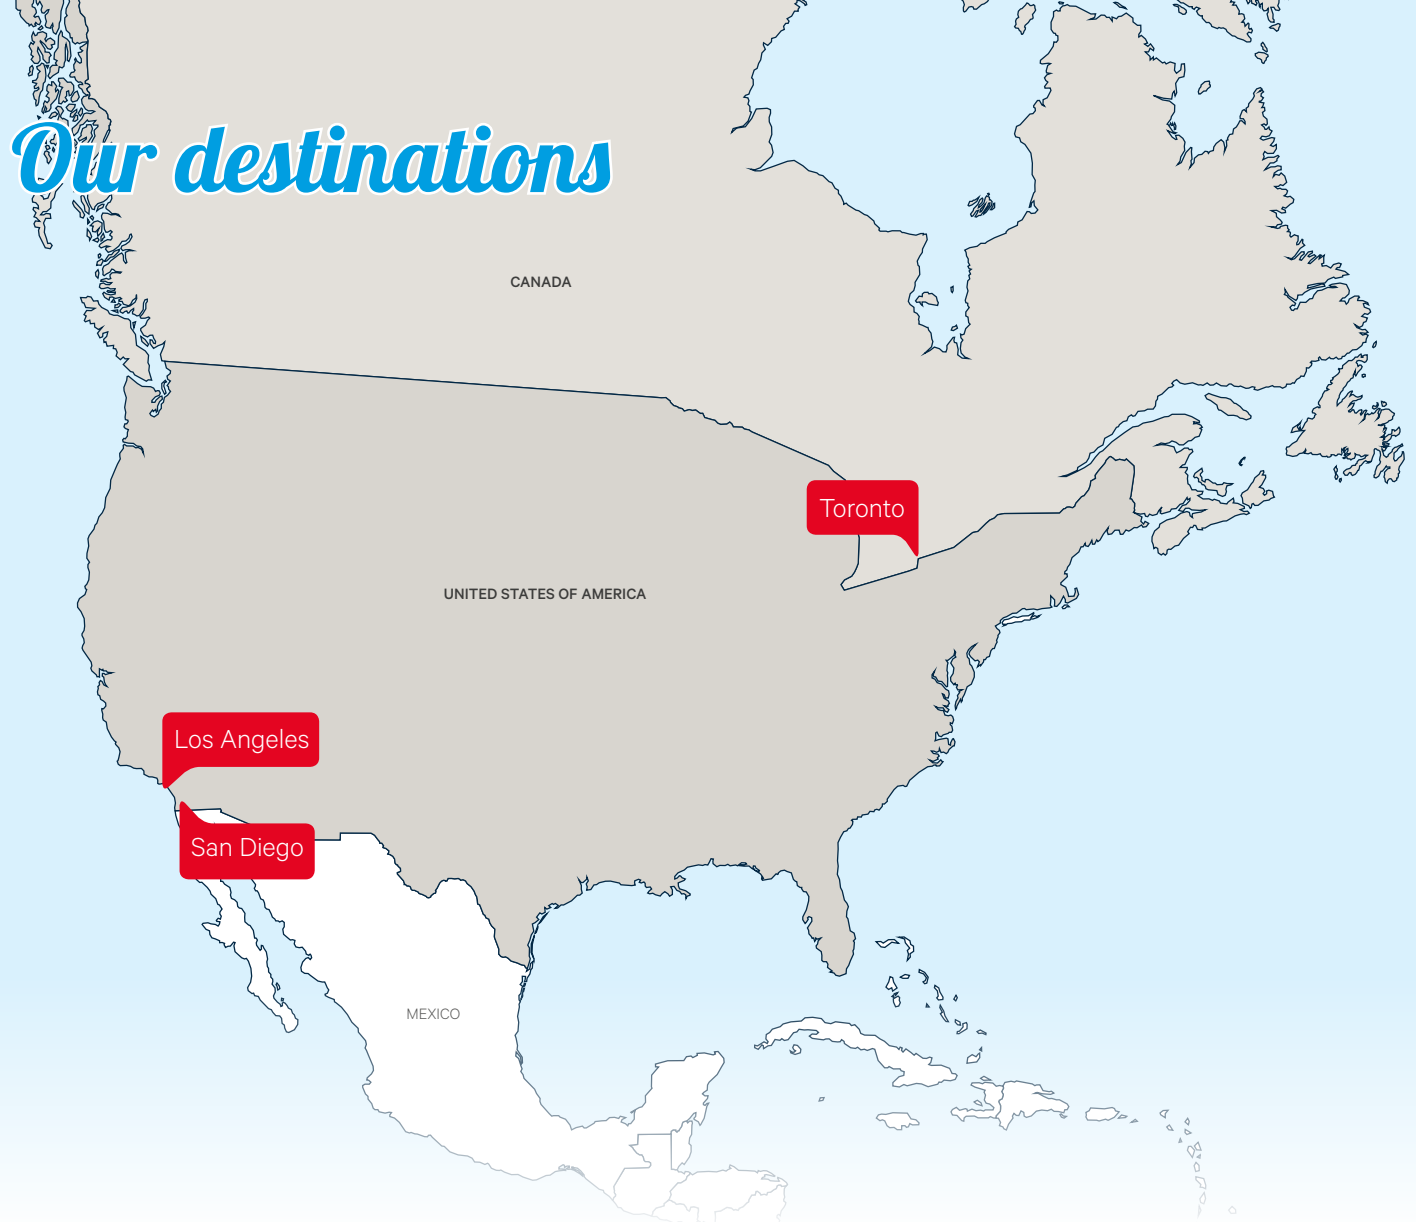 Our destinations
CANADA
Toronto
UNITED STATES OF AMERICA
Los Angeles
San Diego
MEXICO